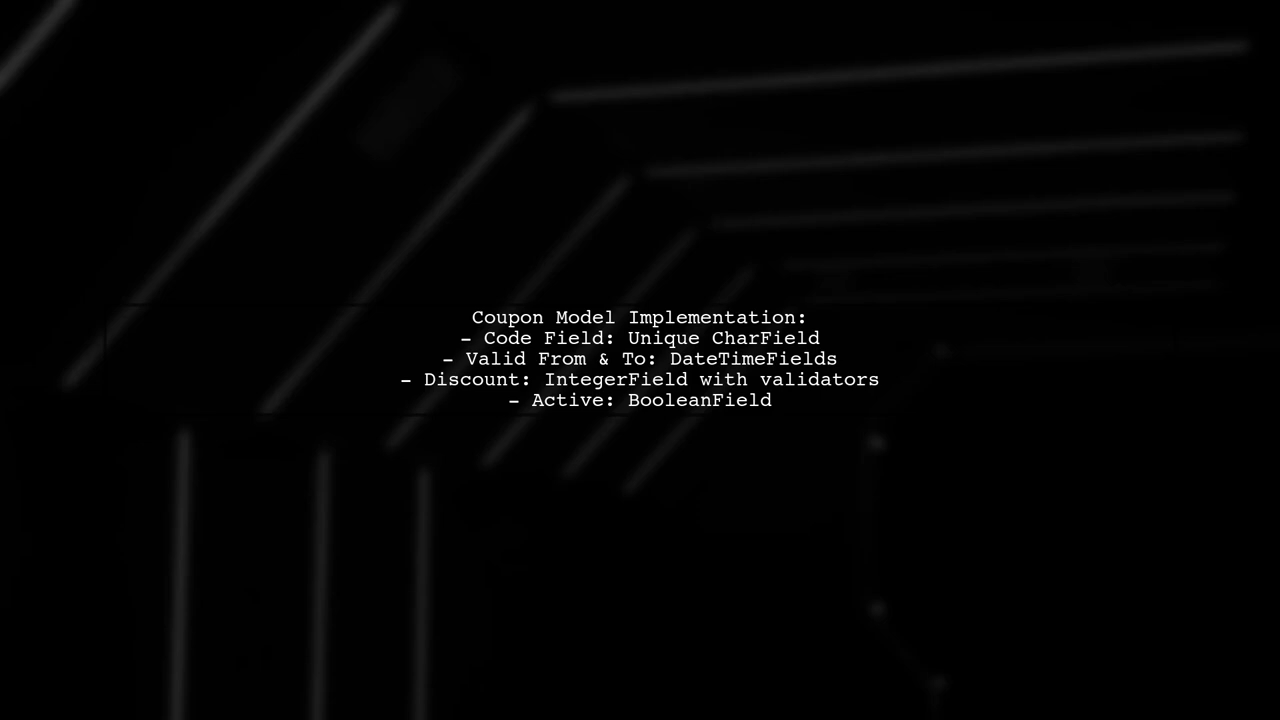 Coupon Model Implementation:
- Code Field: Unique CharField
- Valid From & To: DateTimeFields
- Discount: IntegerField with validators
- Active: BooleanField